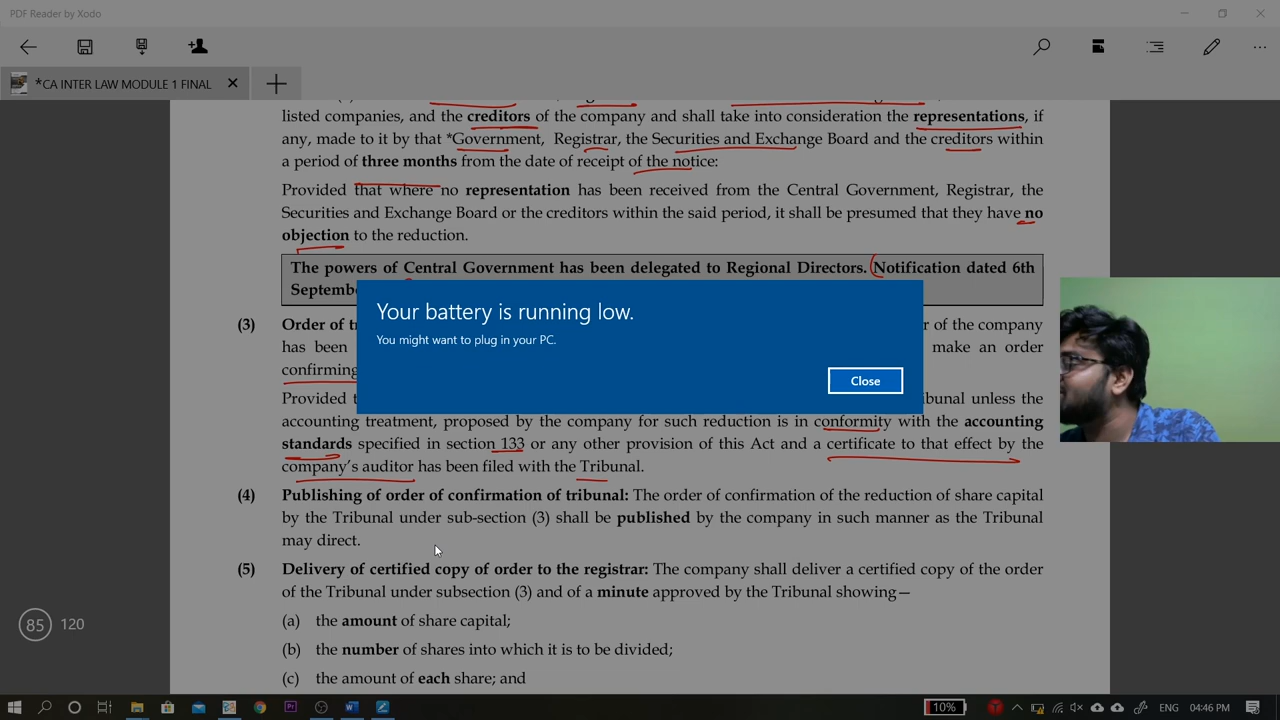 PDF Reader by Xodo
*CA INTER LAW MODULE 1 FINAL
listed companies, and the creditors of the company and shall take into consideration the representations, if
any, made to it by that *Government, Registrar, the Securities and Exchange Board and the creditors within
a period of three months from the date of receipt of the notice:
Provided that where no representation has been received from the Central Government, Registrar, the
Securities and Exchange Board or the creditors within the said period, it shall be presumed that they have no
objection to the reduction.
The powers of Central Government has been delegated to Regional Directors. (Notification dated 6th
Septembe
Your battery is running low.
You might want to plug in your PC.
Close
(3) Order of t r of the company
has been make an order
confirming
Provided t ibunal unless the
accounting treatment, proposed by the company for such reduction is in conformity with the accounting
standards specified in section 133 or any other provision of this Act and a certificate to that effect by the
company's auditor has been filed with the Tribunal.
(4) Publishing of order of confirmation of tribunal: The order of confirmation of the reduction of share capital
by the Tribunal under sub-section (3) shall be published by the company in such manner as the Tribunal
may direct.
(5) Delivery of certified copy of order to the registrar: The company shall deliver a certified copy of the order
of the Tribunal under subsection (3) and of a minute approved by the Tribunal showing—
(a) the amount of share capital;
(b) the number of shares into which it is to be divided;
(c) the amount of each share; and
85 120
10% ENG 04:46 PM